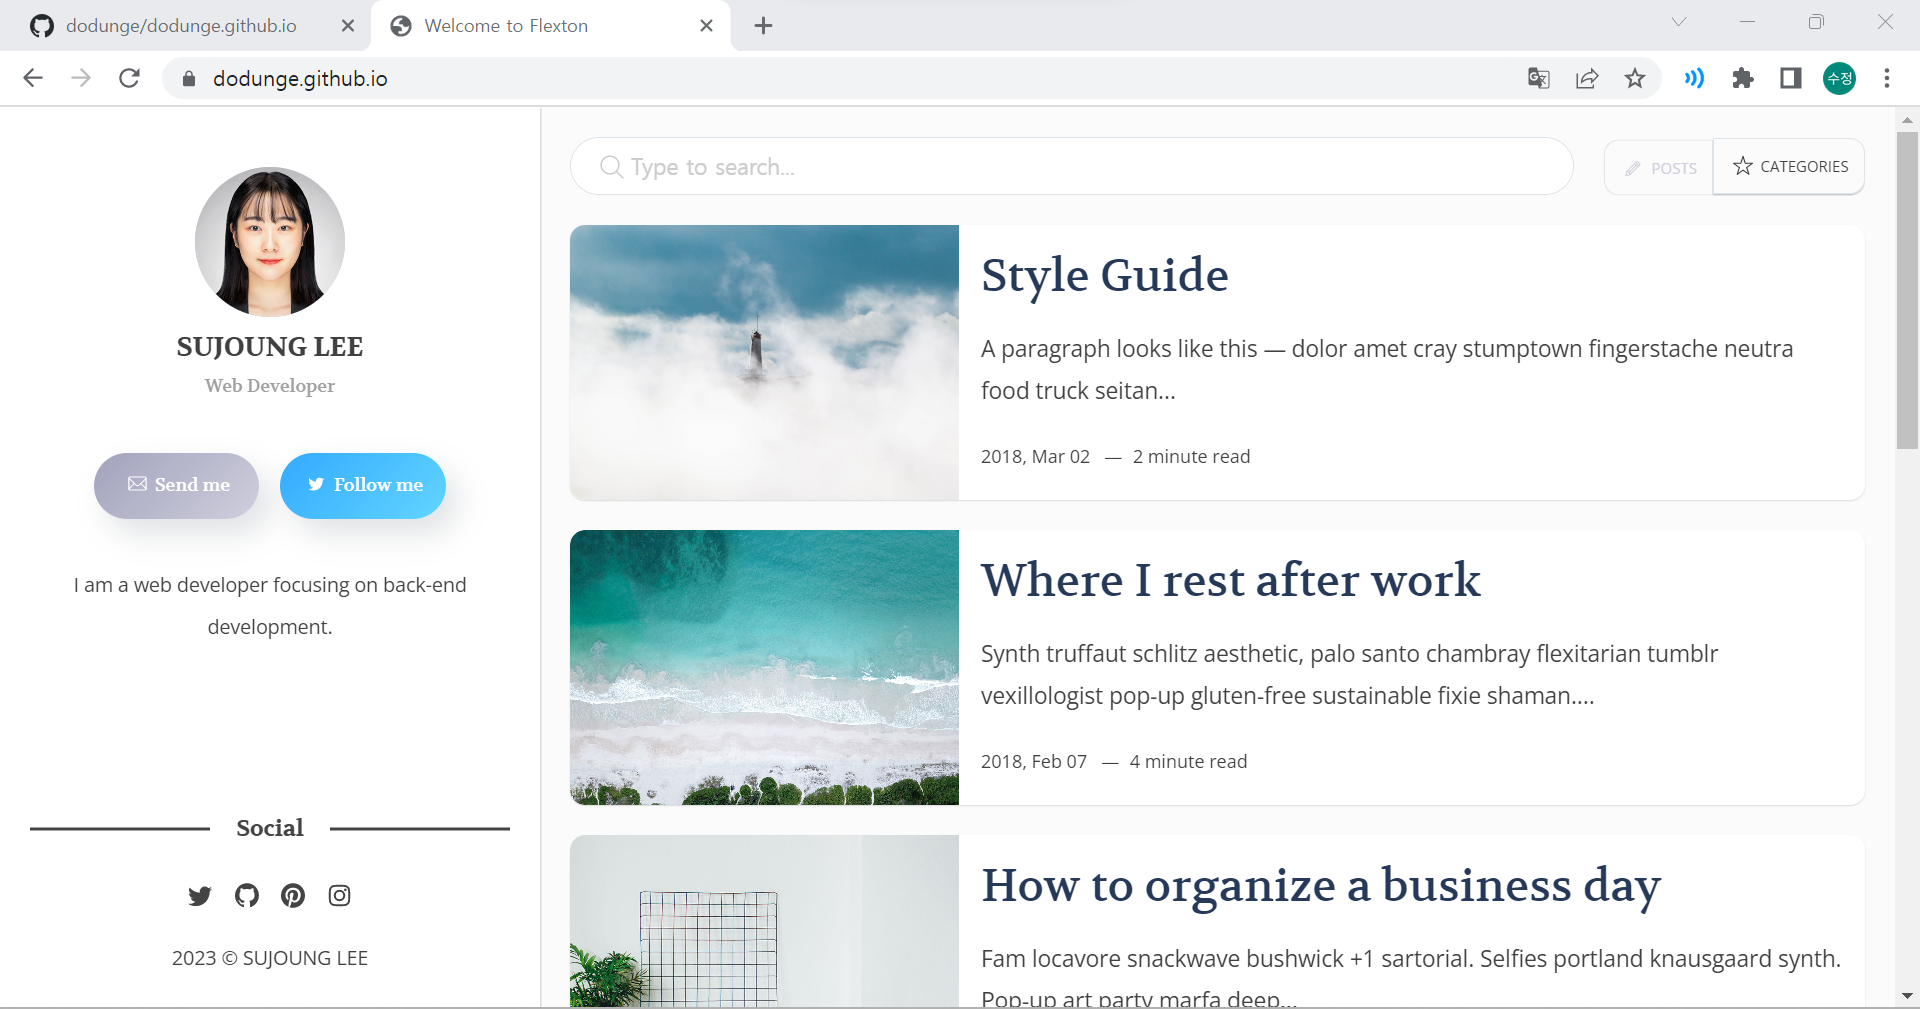 dodunge/dodunge.github.io
Welcome to Flexton
dodunge.github.io
수정
SUJOUNG LEE
Web Developer
Send me
Follow me
I am a web developer focusing on back-end
development.
Social
2023 © SUJOUNG LEE
Type to search...
POSTS
CATEGORIES
Style Guide
A paragraph looks like this — dolor amet cray stumptown fingerstache neutra
food truck seitan...
2018, Mar 02 — 2 minute read
Where I rest after work
Synth truffaut schlitz aesthetic, palo santo chambray flexitarian tumblr
vexillologist pop-up gluten-free sustainable fixie shaman....
2018, Feb 07 — 4 minute read
How to organize a business day
Fam locavore snackwave bushwick +1 sartorial. Selfies portland knausgaard synth.
Pop-up art party marfa deep...